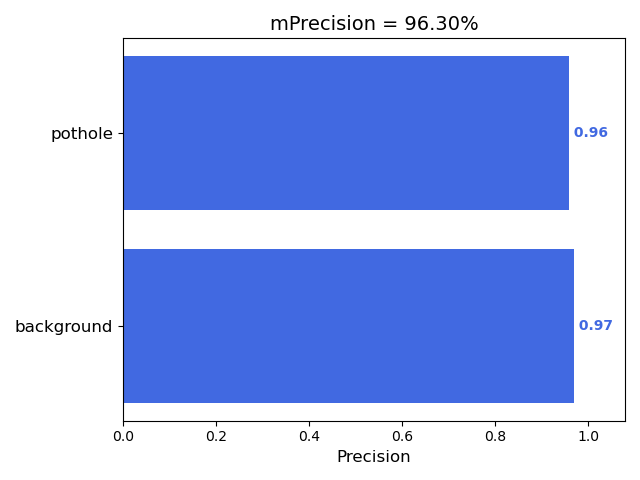 mPrecision = 96.30%
pothole
0.96
background
0.97
0.0 0.2 0.4 0.6 0.8 1.0
Precision